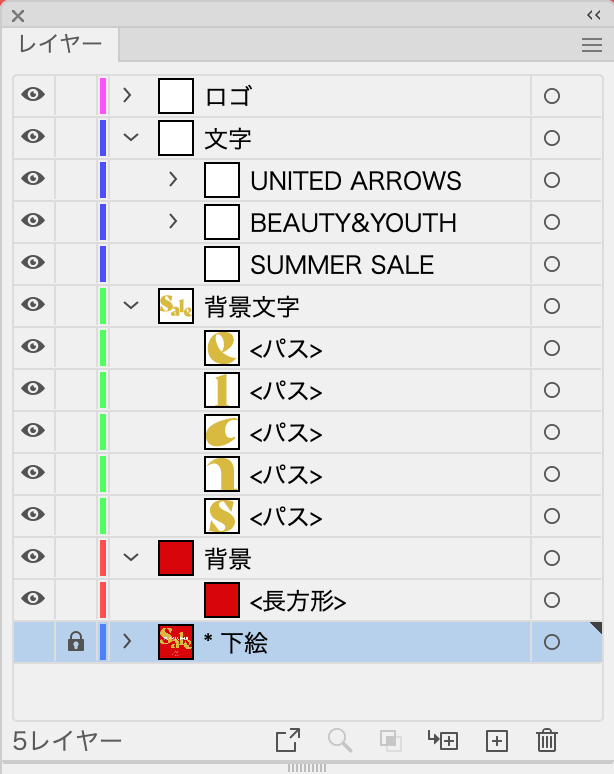 レイヤー
ロゴ
文字
UNITED ARROWS
BEAUTY&YOUTH
SUMMER SALE
Sale 背景文字
e <パス>
l <パス>
<パス>
<パス>
S <パス>
背景
<長方形>
Sale * 下絵
5レイヤー